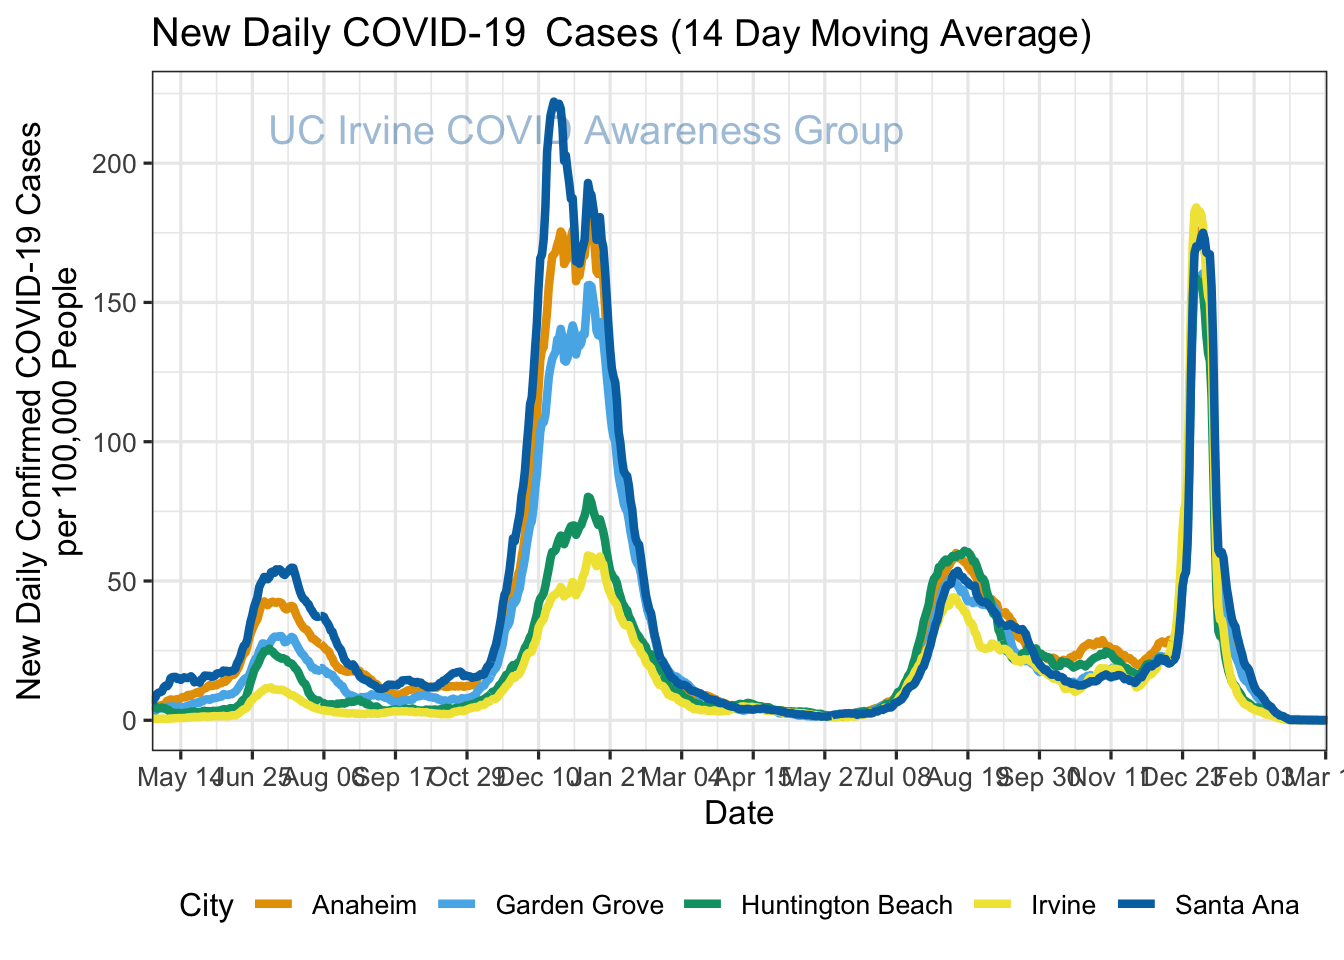 New Daily COVID-19 Cases (14 Day Moving Average)
UC Irvine COVID Awareness Group
New Daily Confirmed COVID-19 Cases
per 100,000 People
200
150
100
50
0
May 14 Jun 25 Aug 06 Sep 17 Oct 29 Dec 10 Jan 21 Mar 04 Apr 15 May 27 Jul 08 Aug 19 Sep 30 Nov 11 Dec 23 Feb 03 Mar 1
Date
City Anaheim Garden Grove Huntington Beach Irvine Santa Ana